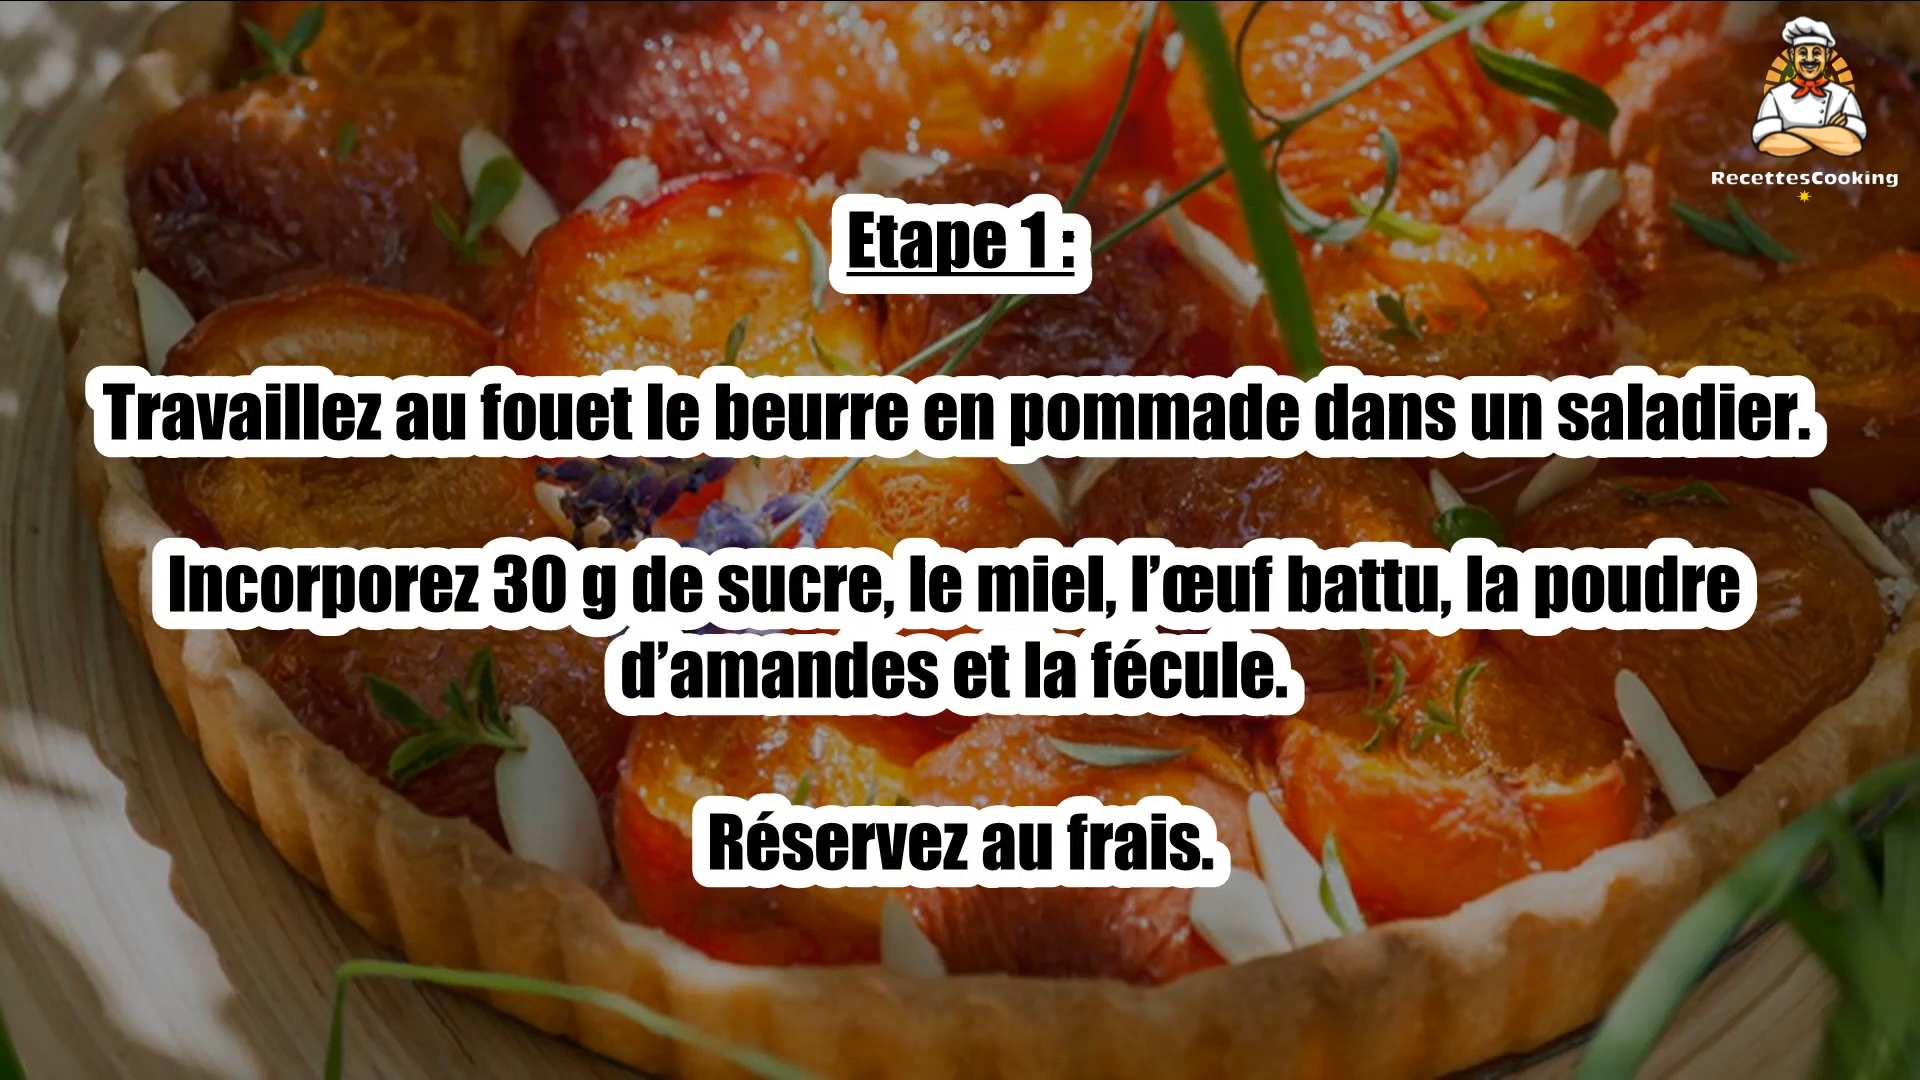 RecettesCooking
Etape 1 :
Travaillez au fouet le beurre en pommade dans un saladier.
Incorporez 30 g de sucre, le miel, l’œuf battu, la poudre
d’amandes et la fécule.
Réservez au frais.